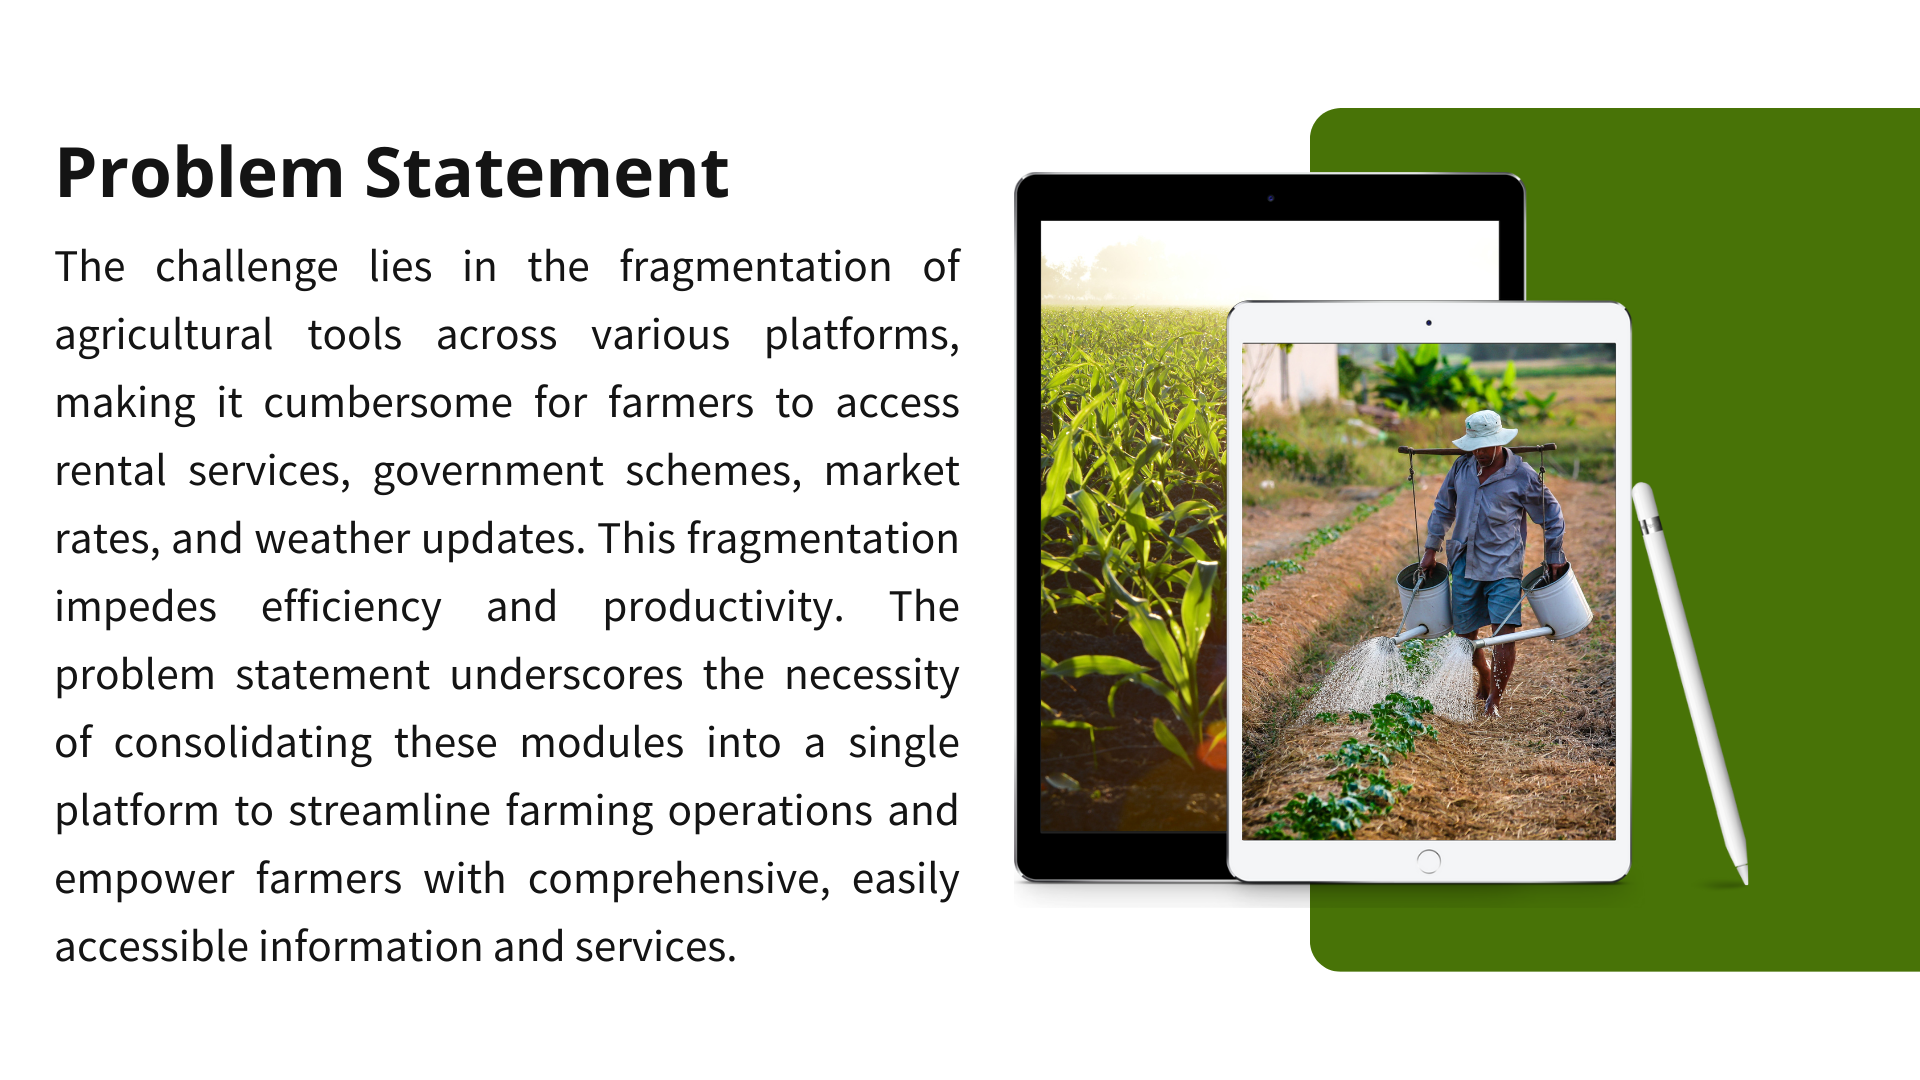 Problem Statement
The challenge lies in the fragmentation of
agricultural tools across various platforms,
making it cumbersome for farmers to access
rental services, government schemes, market
rates, and weather updates. This fragmentation
impedes efficiency and productivity. The
problem statement underscores the necessity
of consolidating these modules into a single
platform to streamline farming operations and
empower farmers with comprehensive, easily
accessible information and services.